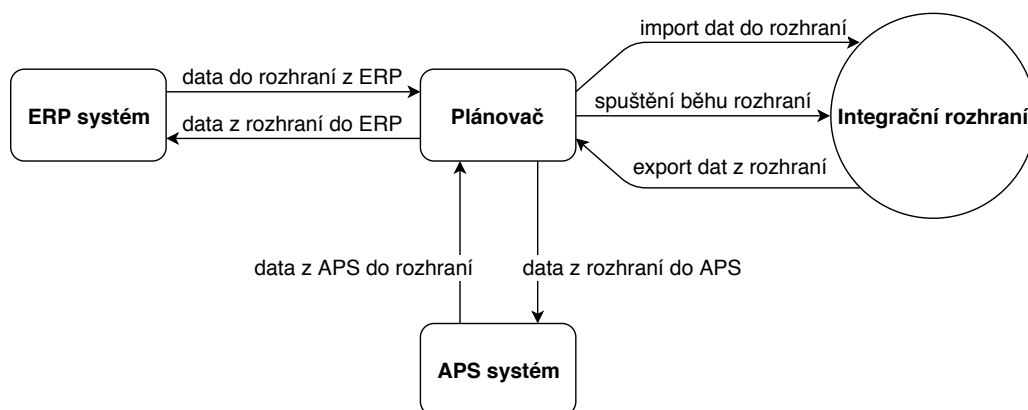 import dat do rozhraní
data do rozhraní z ERP
spuštění běhu rozhraní
ERP systém
Plánovač
Integrační rozhraní
data z rozhraní do ERP
export dat z rozhraní
data z APS do rozhraní
data z rozhraní do APS
APS systém